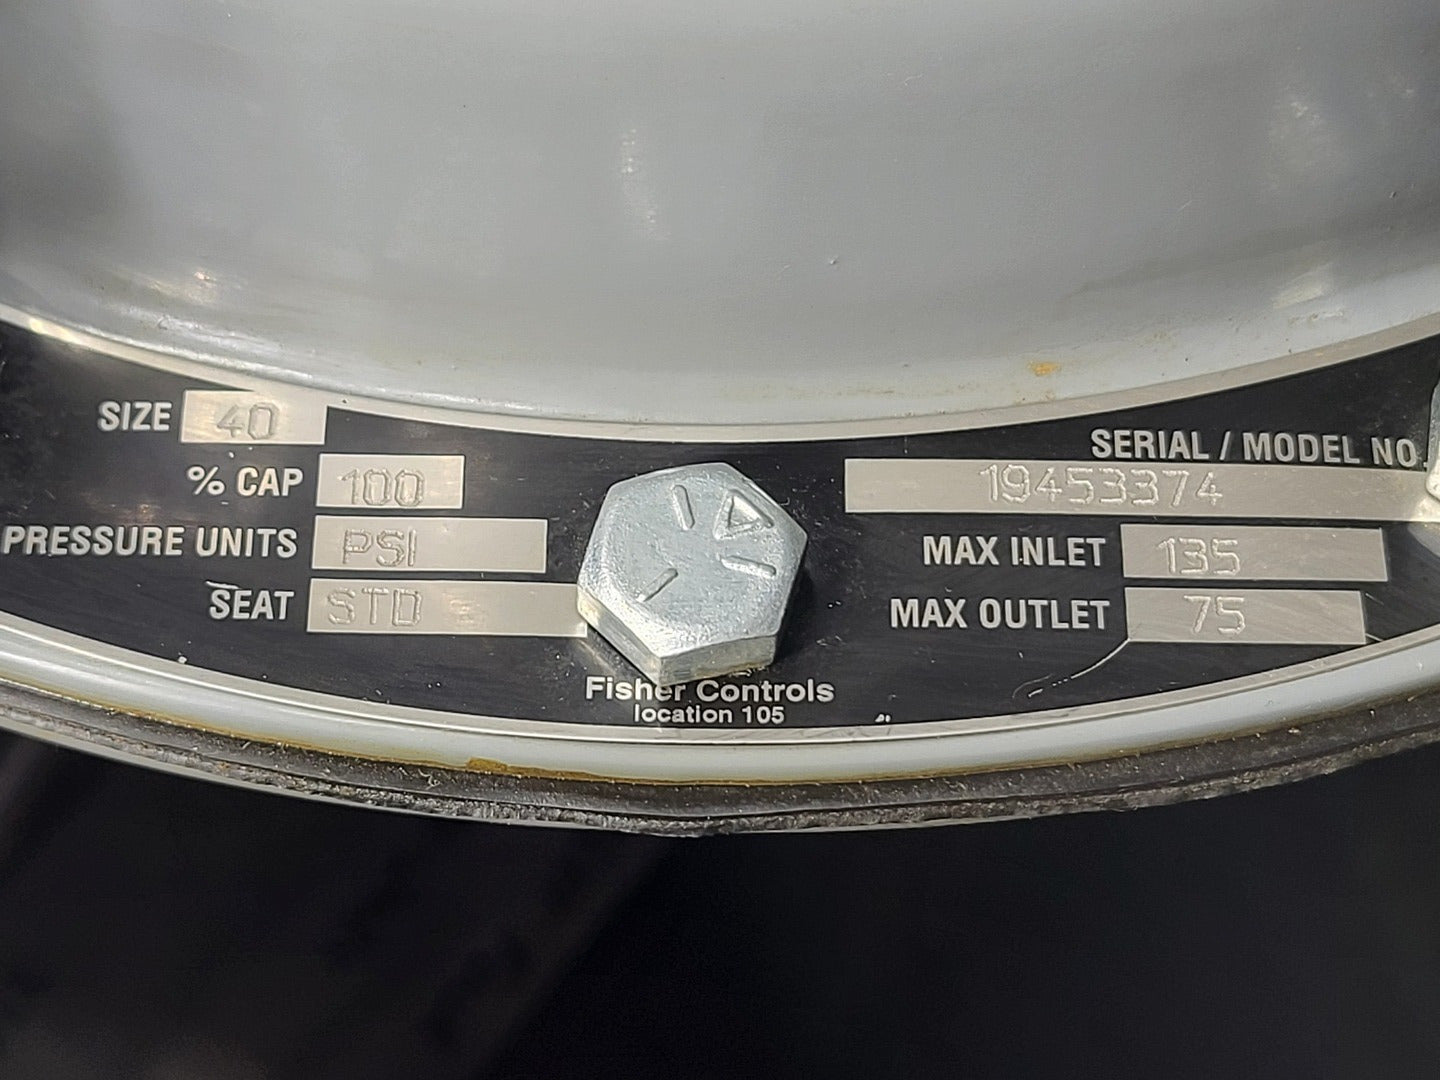 SIZE 40
% CAP 100
PRESSURE UNITS PSI
SEAT STD
SERIAL / MODEL NO.
19453374
MAX INLET 135
MAX OUTLET 75
Fisher Controls
location 105